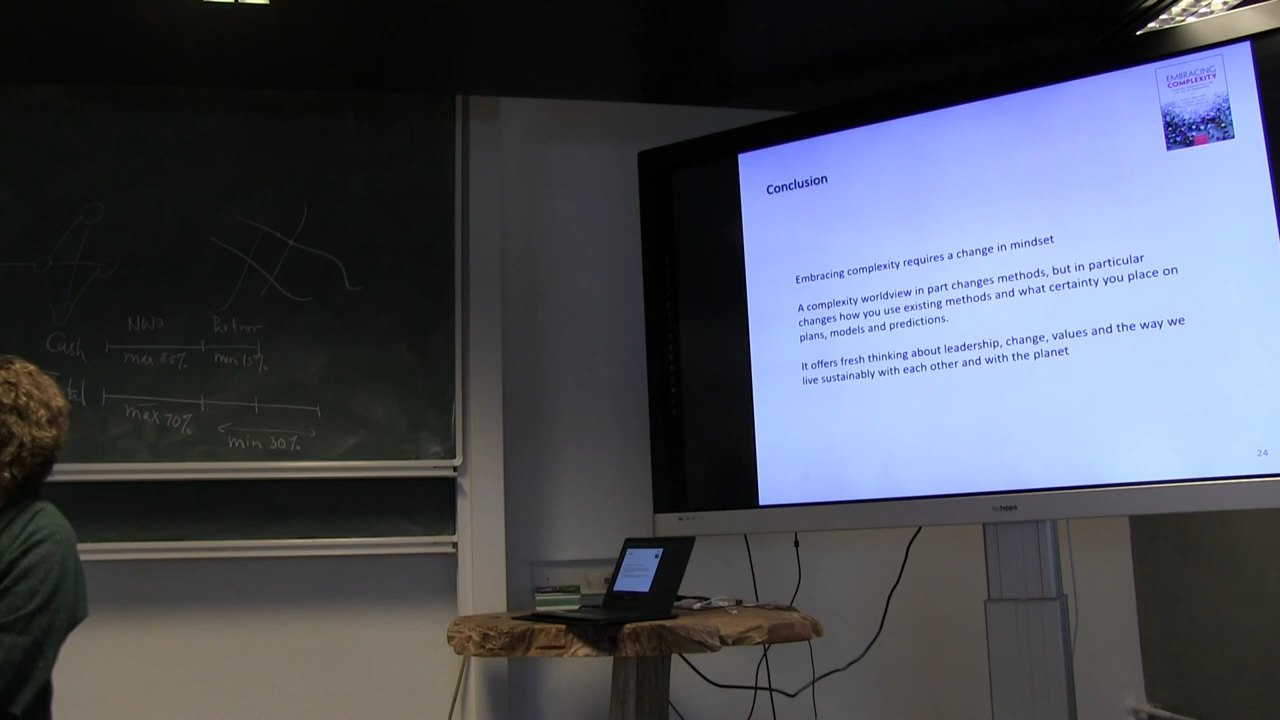 NWO
Cash
max 85%
min 15%
max 70%
min 30%
EMBRACING
COMPLEXITY
Conclusion
Embracing complexity requires a change in mindset
A complexity worldview in part changes methods, but in particular
changes how you use existing methods and what certainty you place on
plans, models and predictions.
It offers fresh thinking about leadership, change, values and the way we
live sustainably with each other and with the planet
24